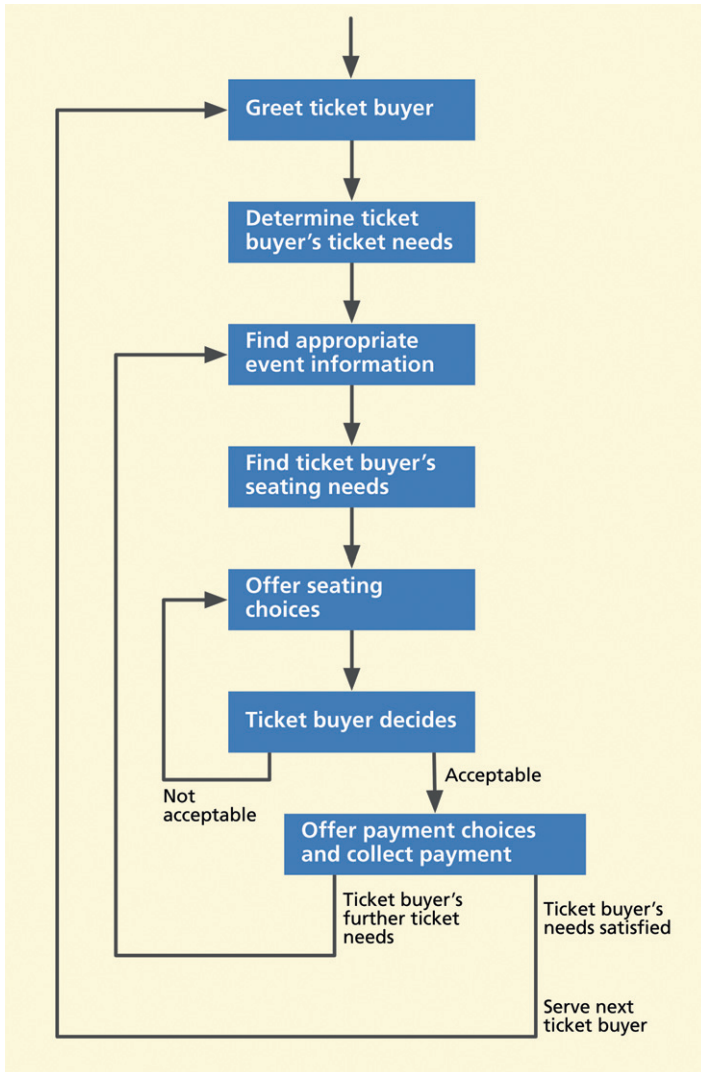 Greet ticket buyer
Determine ticket
buyer's ticket needs
Find appropriate
event information
Find ticket buyer's
seating needs
Offer seating
choices
Ticket buyer decides
Not
acceptable
Acceptable
Offer payment choices
and collect payment
Ticket buyer's
further ticket
needs
Ticket buyer's
needs satisfied
Serve next
ticket buyer